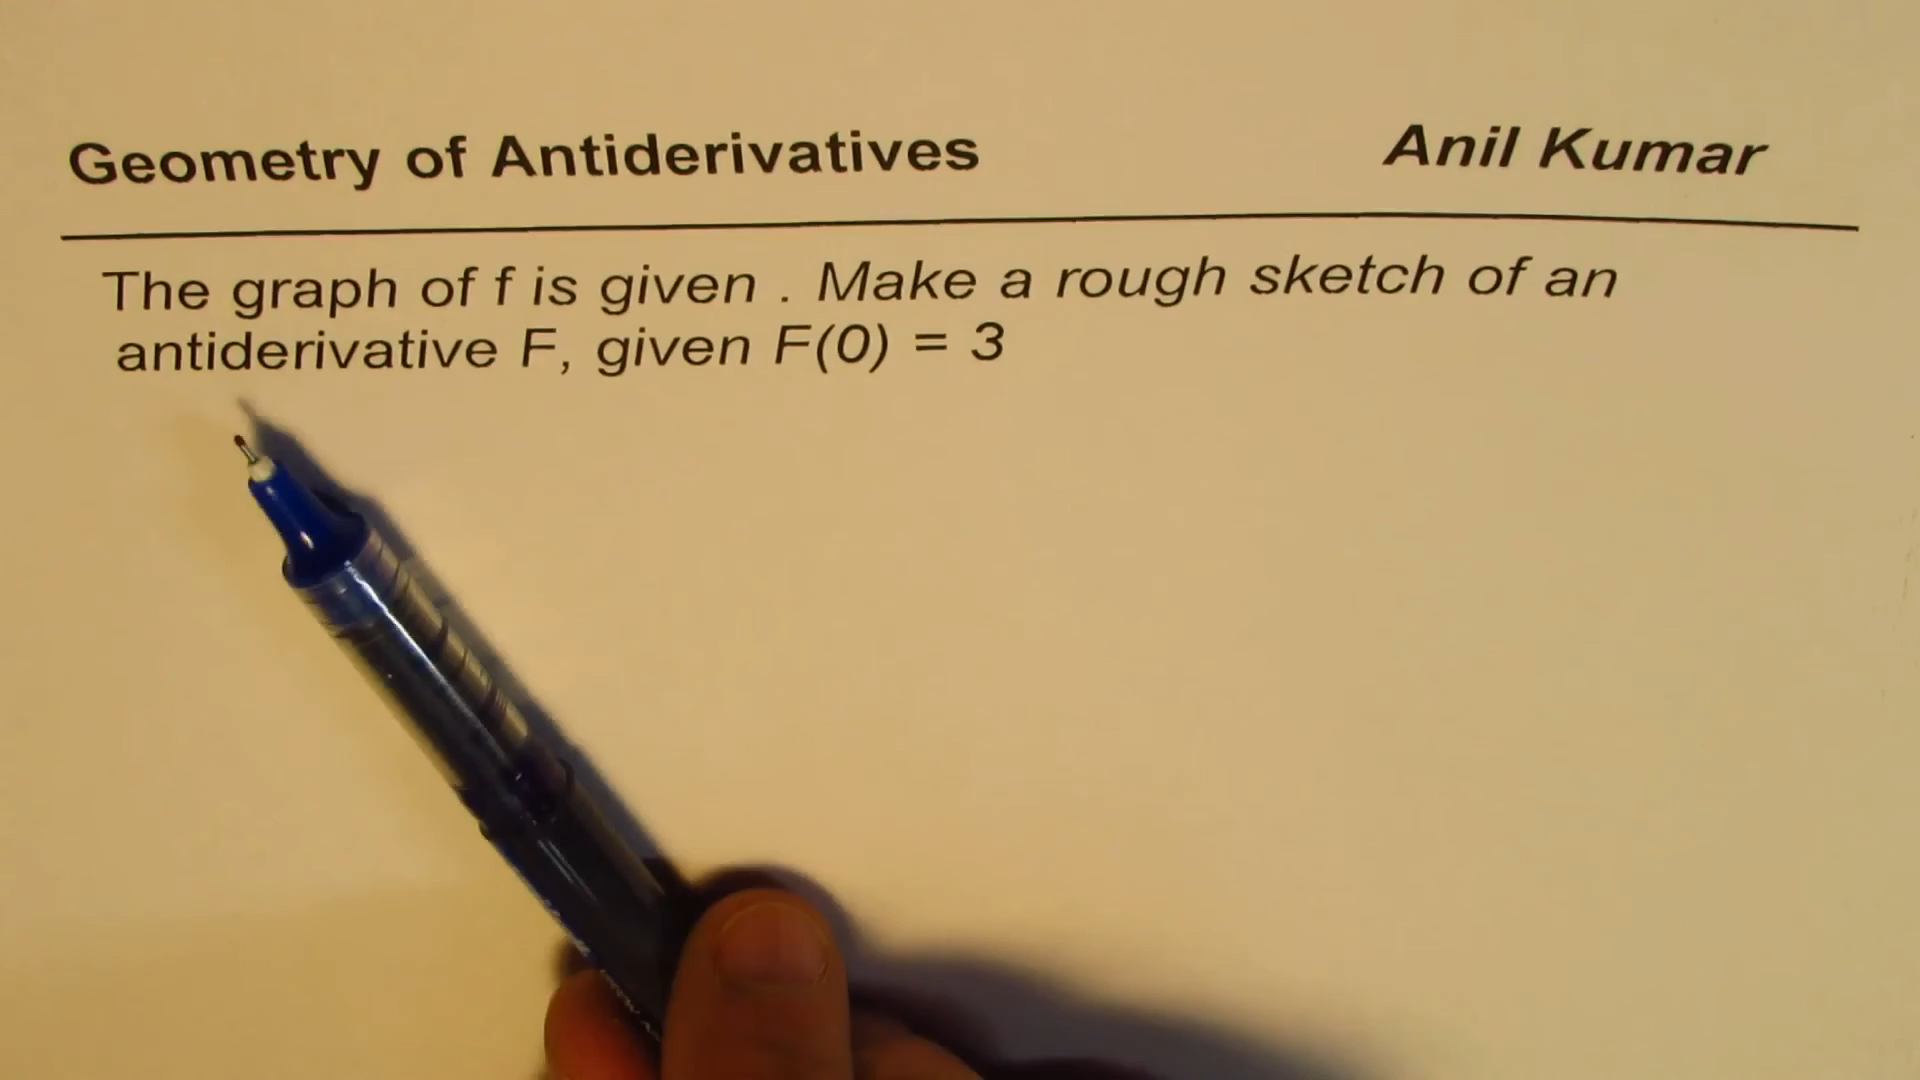 Geometry of Antiderivatives Anil Kumar
The graph of f is given . Make a rough sketch of an
antiderivative F, given F(0) = 3